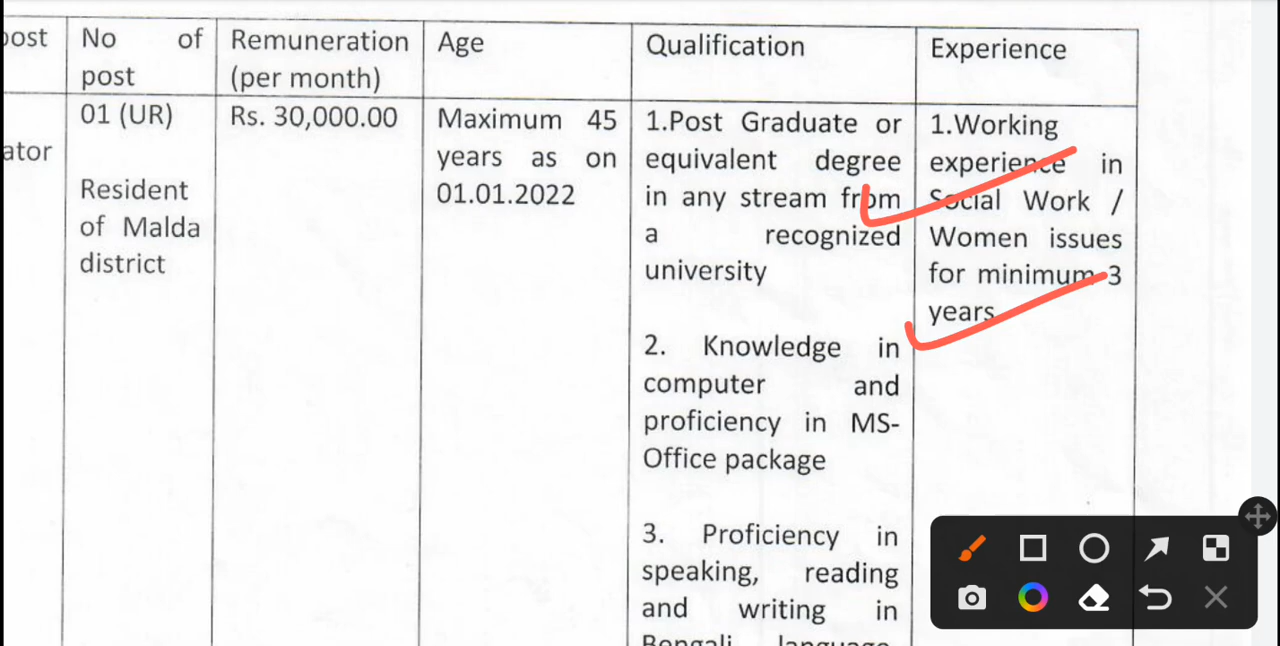 post
No of
post
Remuneration
(per month)
Age
Qualification
Experience
ator
01 (UR)
Resident
of Malda
district
Rs. 30,000.00
Maximum 45
years as on
01.01.2022
1.Post Graduate or
equivalent degree
in any stream from
a recognized
university
2. Knowledge in
computer and
proficiency in MS-
Office package
3. Proficiency in
speaking, reading
and writing in
Bengali language
1.Working
experience in
Social Work /
Women issues
for minimum 3
years